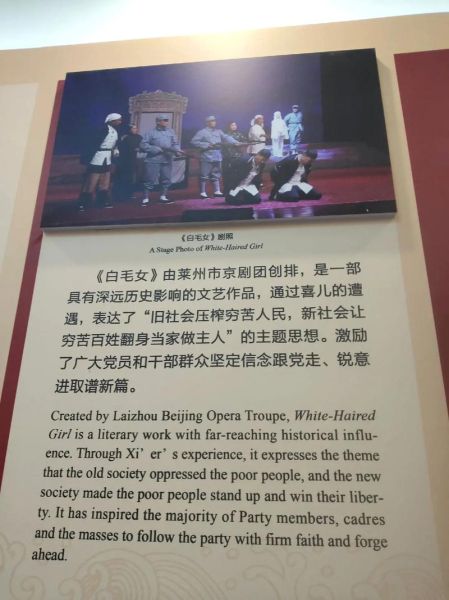 《白毛女》剧照
A Stage Photo of White-Haired Girl
《白毛女》由莱州市京剧团创排，是一部
具有深远历史影响的文艺作品，通过喜儿的遭
遇，表达了“旧社会压榨穷苦人民，新社会让
穷苦百姓翻身当家做主人”的主题思想。激励
了广大党员和干部群众坚定信念跟党走、锐意
进取谱新篇。
Created by Laizhou Beijing Opera Troupe, White-Haired
Girl is a literary work with far-reaching historical influ-
ence. Through Xi’ er’ s experience, it expresses the theme
that the old society oppressed the poor people, and the new
society made the poor people stand up and win their liber-
ty. It has inspired the majority of Party members, cadres
and the masses to follow the party with firm faith and forge
ahead.